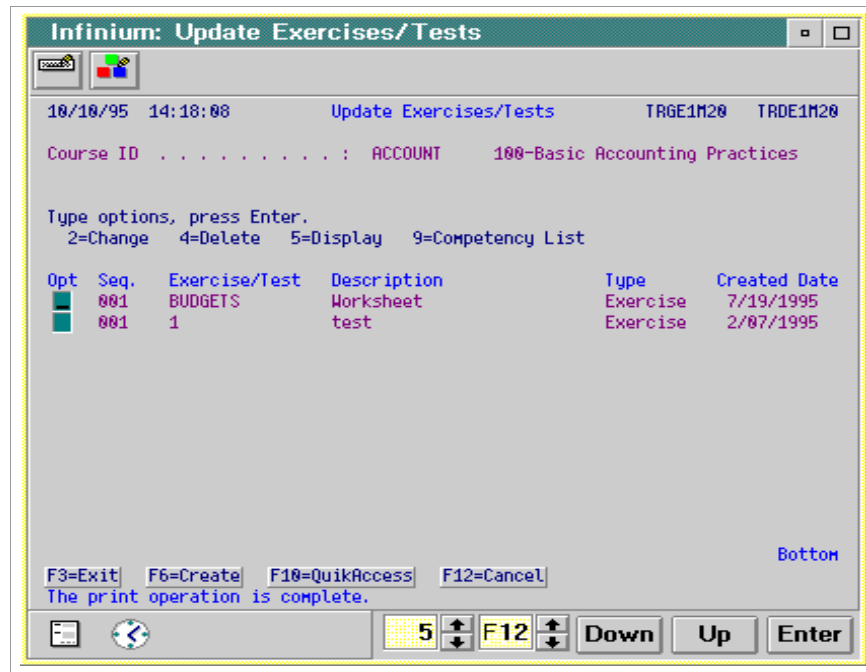 Infinium: Update Exercises/Tests
10/10/95 14:18:08 Update Exercises/Tests TRGE1M20 TRDE1M20
Course ID . . . . . . . . . : ACCOUNT 100-Basic Accounting Practices
Type options, press Enter.
2=Change 4=Delete 5=Display 9=Competency List
Opt Seq. Exercise/Test Description Type Created Date
001 BUDGETS Worksheet Exercise 7/19/1995
001 1 test Exercise 2/07/1995
Bottom
F3=Exit F6=Create F10=QuikAccess F12=Cancel
The print operation is complete.
5 F12 Down Up Enter